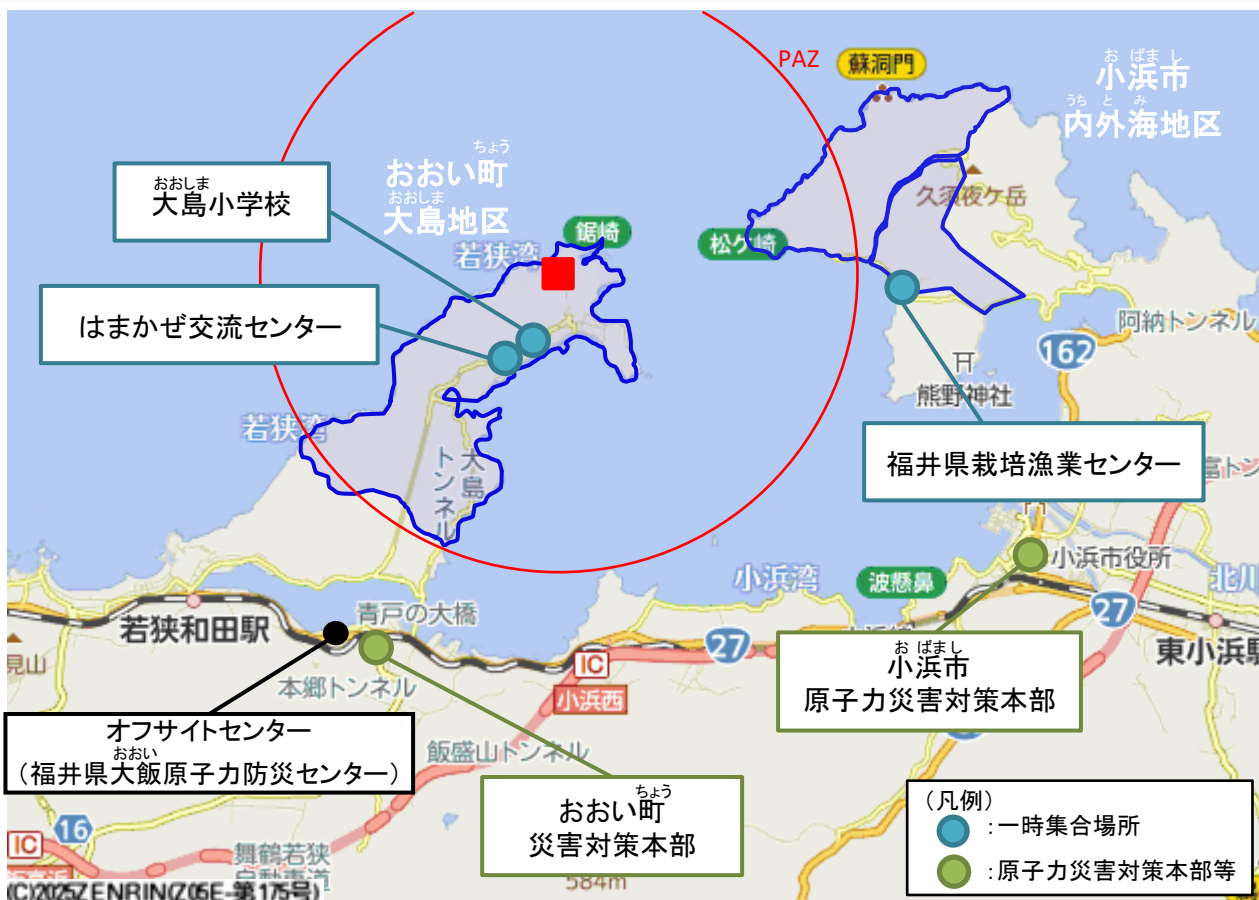 PAZ
蘇洞門
おばまし
小浜市
うちとみ
内外海地区
ちょう
おおい町
おおしま
大島地区
おおしま
大島小学校
鋸崎
若狭湾
松ケ崎
久須夜ケ岳
はまかぜ交流センター
阿納トンネル
162
熊野神社
若狭湾
大島
トンネル
福井県栽培漁業センター
小浜市役所
小浜湾
波懸鼻
北川
27
青戸の大橋
若狭和田駅
27
東小浜駅
見山
IC
小浜西
本郷トンネル
おばまし
小浜市
原子力災害対策本部
オフサイトセンター
おおい
（福井県大飯原子力防災センター）
飯盛山トンネル
ちょう
おおい町
災害対策本部
（凡例）
：一時集合場所
：原子力災害対策本部等
16
IC
舞鶴若狭
自動車道
584m
(C)2025ZENRIN(Z05E-第175号)